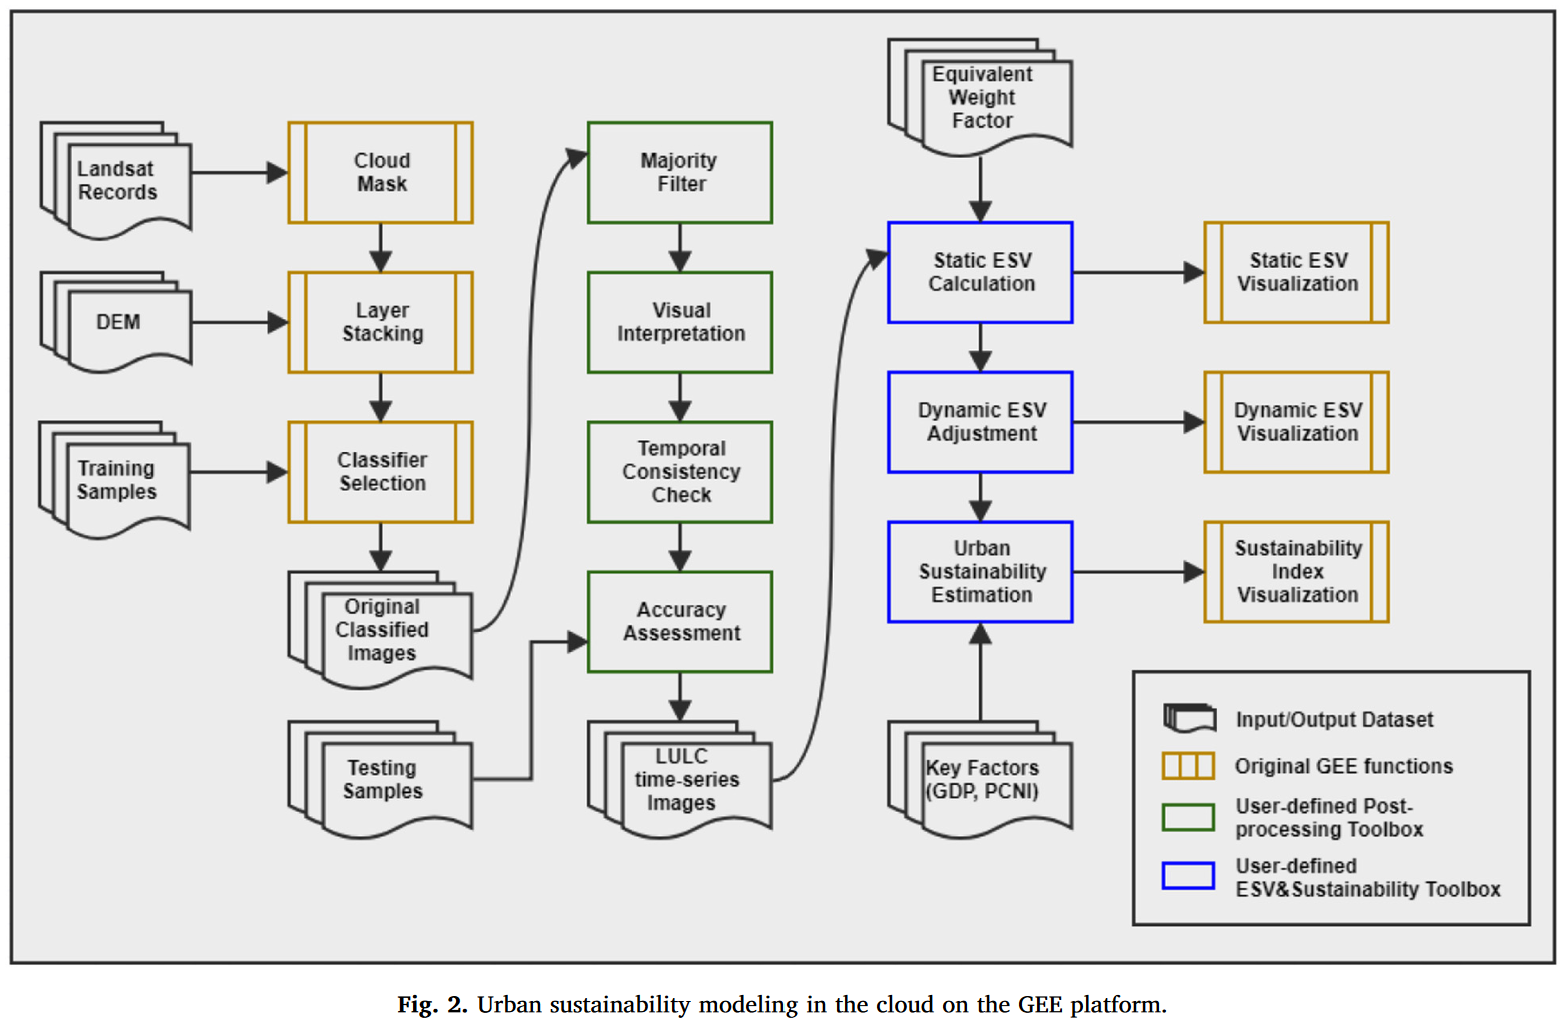 Landsat
Records
DEM
Training
Samples
Cloud
Mask
Layer
Stacking
Classifier
Selection
Original
Classified
Images
Testing
Samples
Majority
Filter
Visual
Interpretation
Temporal
Consistency
Check
Accuracy
Assessment
LULC
time-series
Images
Equivalent
Weight
Factor
Static ESV
Calculation
Dynamic ESV
Adjustment
Urban
Sustainability
Estimation
Key Factors
(GDP, PCNI)
Static ESV
Visualization
Dynamic ESV
Visualization
Sustainability
Index
Visualization
Input/Output Dataset
Original GEE functions
User-defined Post-
processing Toolbox
User-defined
ESV&Sustainability Toolbox
Fig. 2. Urban sustainability modeling in the cloud on the GEE platform.